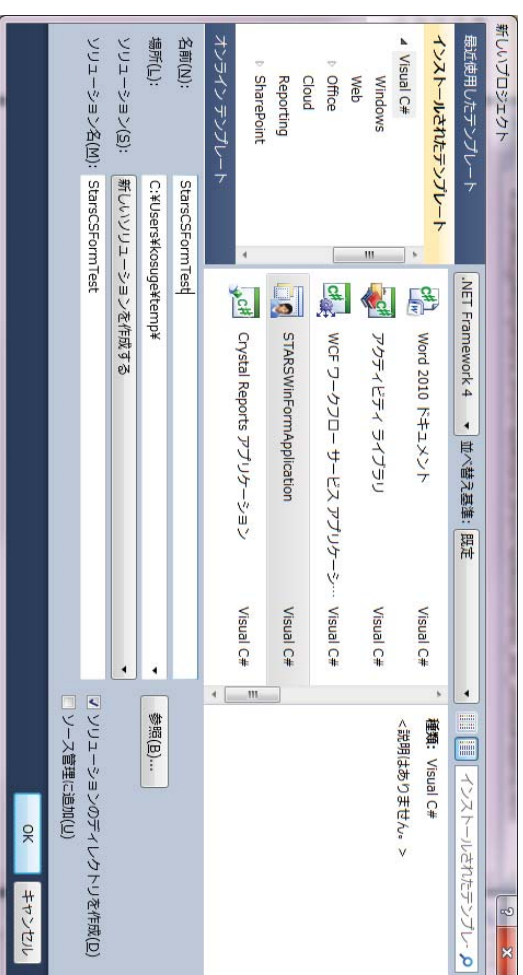 新しいプロジェクト
最近使用したテンプレート
インストールされたテンプレート
Visual C#
Windows
Web
Office
Cloud
Reporting
SharePoint
オンライン テンプレート
.NET Framework 4
並べ替え基準: 既定
インストールされたテンプレ-
Word 2010 ドキュメント Visual C#
アクティビティ ライブラリ Visual C#
WCF ワークフロー サービス アプリケーシ… Visual C#
STARSWinFormApplication Visual C#
Crystal Reports アプリケーション Visual C#
種類: Visual C#
<説明はありません。>
名前(N): StarsCSFormTest
場所(L): C:¥Users¥kosuge¥temp¥
参照(B)...
ソリューション(S): 新しいソリューションを作成する
ソリューション名(M): StarsCSFormTest
ソリューションのディレクトリを作成(D)
ソース管理に追加(U)
OK キャンセル